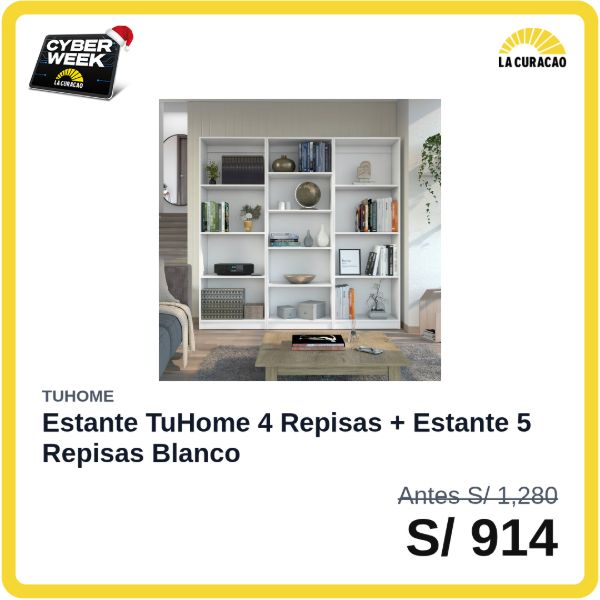 CYBER
WEEK
LA CURACAO
LA CURACAO
TUHOME
Estante TuHome 4 Repisas + Estante 5
Repisas Blanco
Antes S/ 1,280
S/ 914